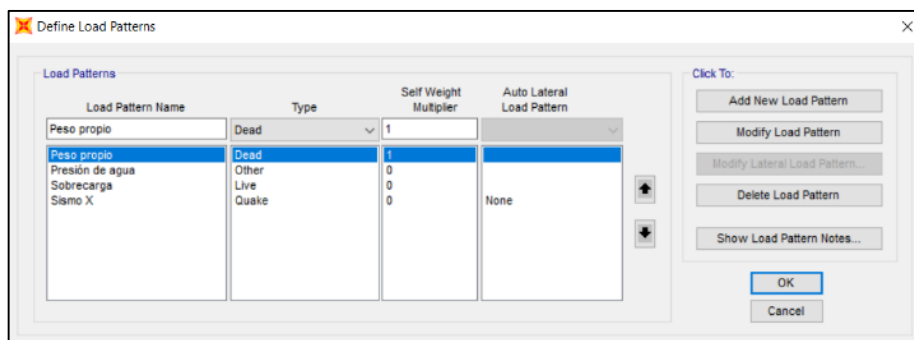 Define Load Patterns
Load Patterns
Click To:
Load Pattern Name Type Self Weight Multiplier Auto Lateral Load Pattern
Peso propio Dead 1
Peso propio Dead 1
Presión de agua Other 0
Sobrecarga Live 0
Sismo X Quake 0 None
Add New Load Pattern
Modify Load Pattern
Modify Lateral Load Pattern...
Delete Load Pattern
Show Load Pattern Notes...
OK
Cancel